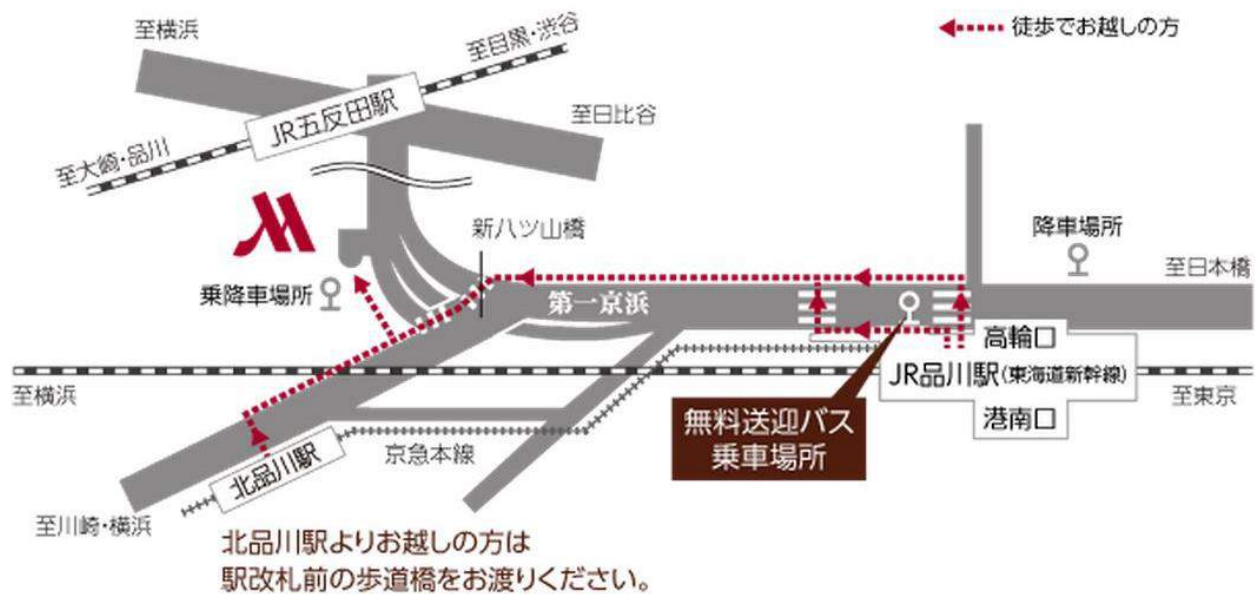 至横浜
至目黒・渋谷
徒歩でお越しの方
JR五反田駅
至日比谷
至大崎・品川
新八ツ山橋
降車場所
至日本橋
乗降車場所
第一京浜
高輪口
JR品川駅(東海道新幹線)
至横浜
至東京
港南口
無料送迎バス
乗車場所
京急本線
北品川駅
至川崎・横浜
北品川駅よりお越しの方は
駅改札前の歩道橋をお渡りください。